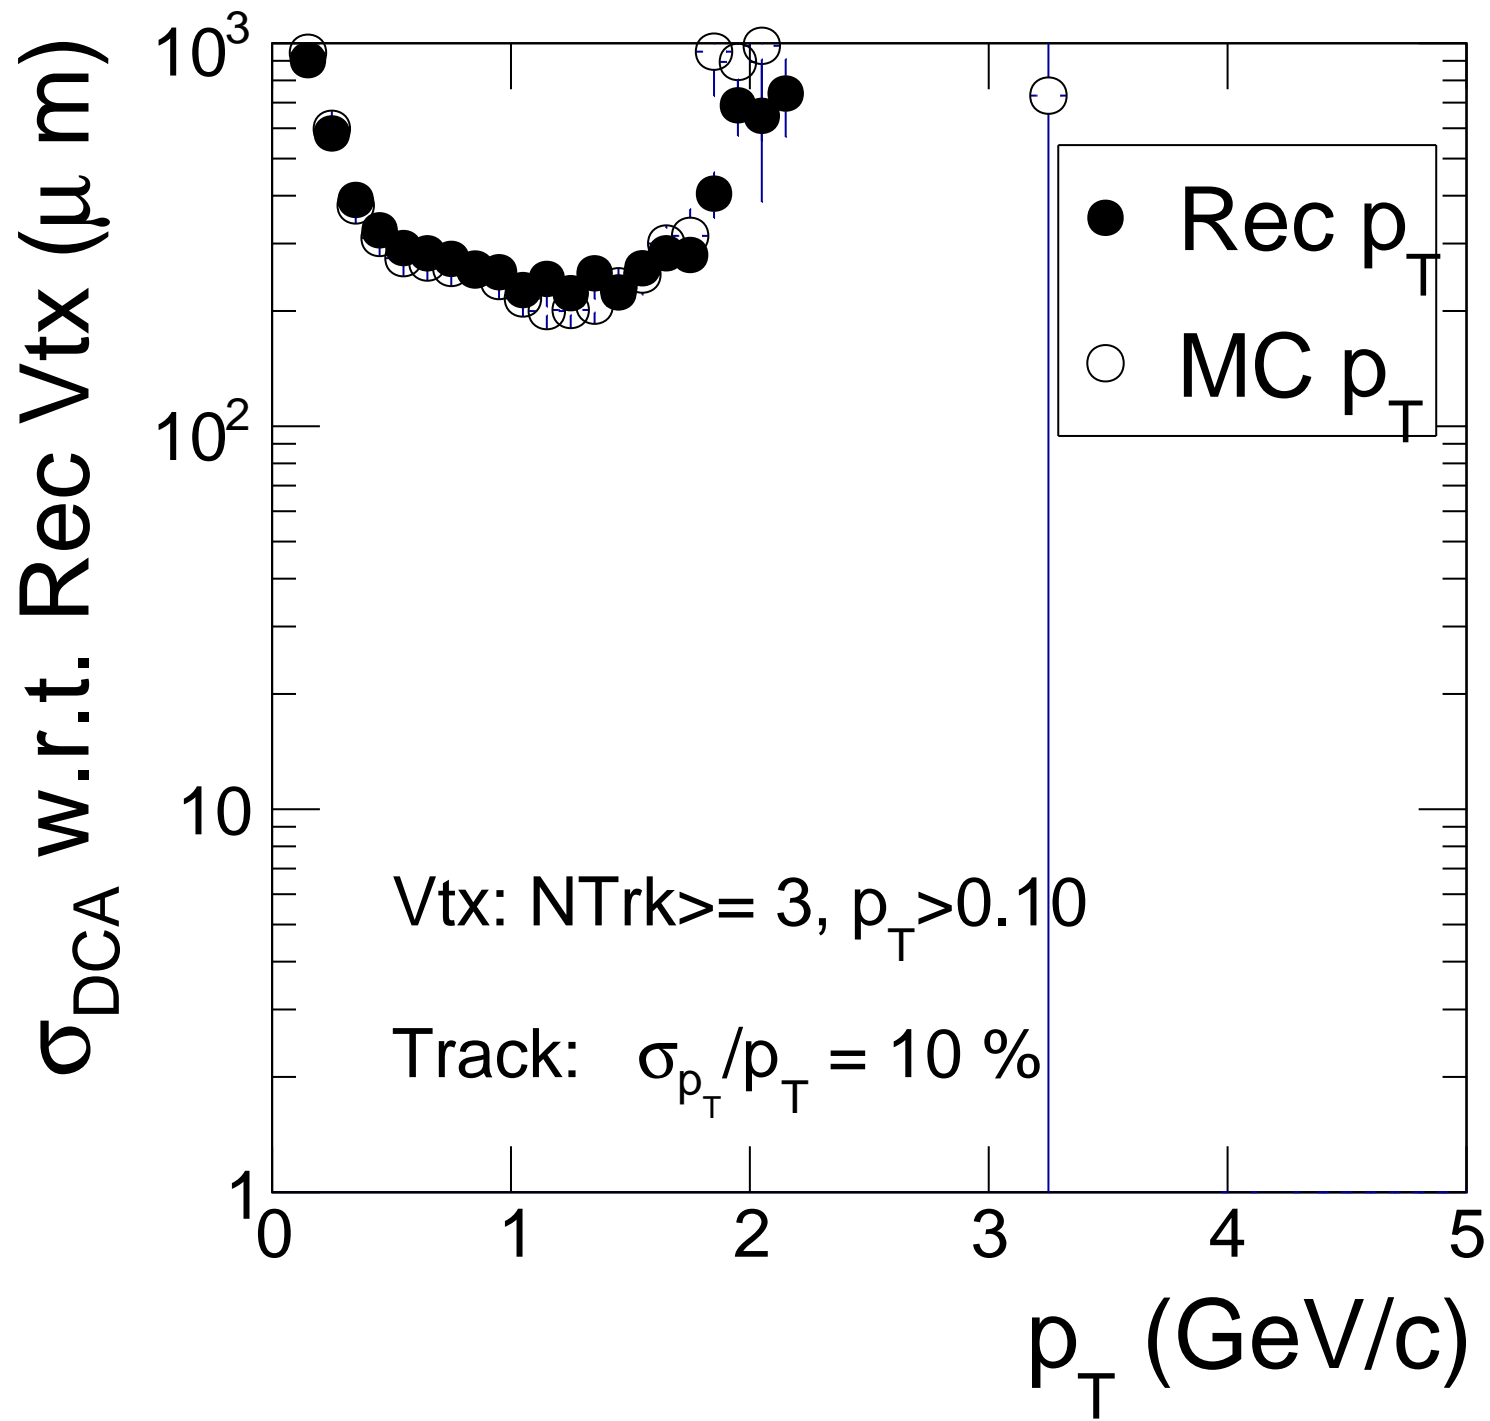 σDCA w.r.t. Rec Vtx (μ m)
10³
10²
10
1
Rec pT
MC pT
Vtx: NTrk>= 3, pT>0.10
Track: σpT/pT = 10 %
0 1 2 3 4 5
pT (GeV/c)